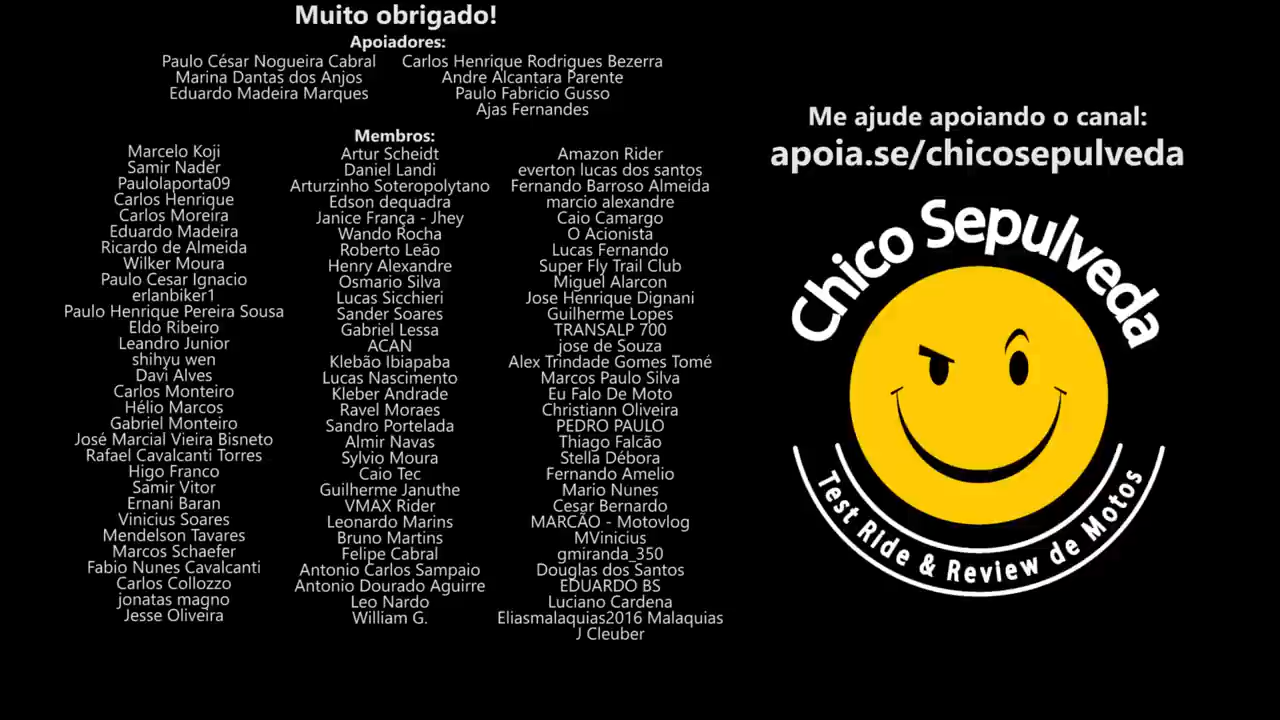 Muito obrigado!
Apoiadores:
Paulo César Nogueira Cabral
Marina Dantas dos Anjos
Eduardo Madeira Marques
Carlos Henrique Rodrigues Bezerra
Andre Alcantara Parente
Paulo Fabricio Gusso
Ajas Fernandes
Membros:
Marcelo Koji
Samir Nader
Paulolaporta09
Carlos Henrique
Carlos Moreira
Eduardo Madeira
Ricardo de Almeida
Wilker Moura
Paulo Cesar Ignacio
erlanbiker1
Paulo Henrique Pereira Sousa
Eldo Ribeiro
Leandro Junior
shihyu wen
Davi Alves
Carlos Monteiro
Hélio Marcos
Gabriel Monteiro
José Marcial Vieira Bisneto
Rafael Cavalcanti Torres
Higo Franco
Samir Vitor
Ernani Baran
Vinicius Soares
Mendelson Tavares
Marcos Schaefer
Fabio Nunes Cavalcanti
Carlos Collozzo
jonatas magno
Jesse Oliveira
Artur Scheidt
Daniel Landi
Arturzinho Soteropolytano
Edson dequadra
Janice França - Jhey
Wando Rocha
Roberto Leão
Henry Alexandre
Osmario Silva
Lucas Sicchieri
Sander Soares
Gabriel Lessa
ACAN
Klebão Ibiapaba
Lucas Nascimento
Kleber Andrade
Ravel Moraes
Sandro Portelada
Almir Navas
Sylvio Moura
Caio Tec
Guilherme Januthe
VMAX Rider
Leonardo Marins
Bruno Martins
Felipe Cabral
Antonio Carlos Sampaio
Antonio Dourado Aguirre
Leo Nardo
William G.
Amazon Rider
everton lucas dos santos
Fernando Barroso Almeida
marcio alexandre
Caio Camargo
O Acionista
Lucas Fernando
Super Fly Trail Club
Miguel Alarcon
Jose Henrique Dignani
Guilherme Lopes
TRANSALP 700
jose de Souza
Alex Trindade Gomes Tomé
Marcos Paulo Silva
Eu Falo De Moto
Christiann Oliveira
PEDRO PAULO
Thiago Falcão
Stella Débora
Fernando Amelio
Mario Nunes
Cesar Bernardo
MARCÃO - Motovlog
MVinicius
gmiranda_350
Douglas dos Santos
EDUARDO BS
Luciano Cardena
Eliasmalaquias2016 Malaquias
J Cleuber
Me ajude apoiando o canal:
apoia.se/chicosepulveda
Chico Sepulveda
Test Ride & Review de Motos